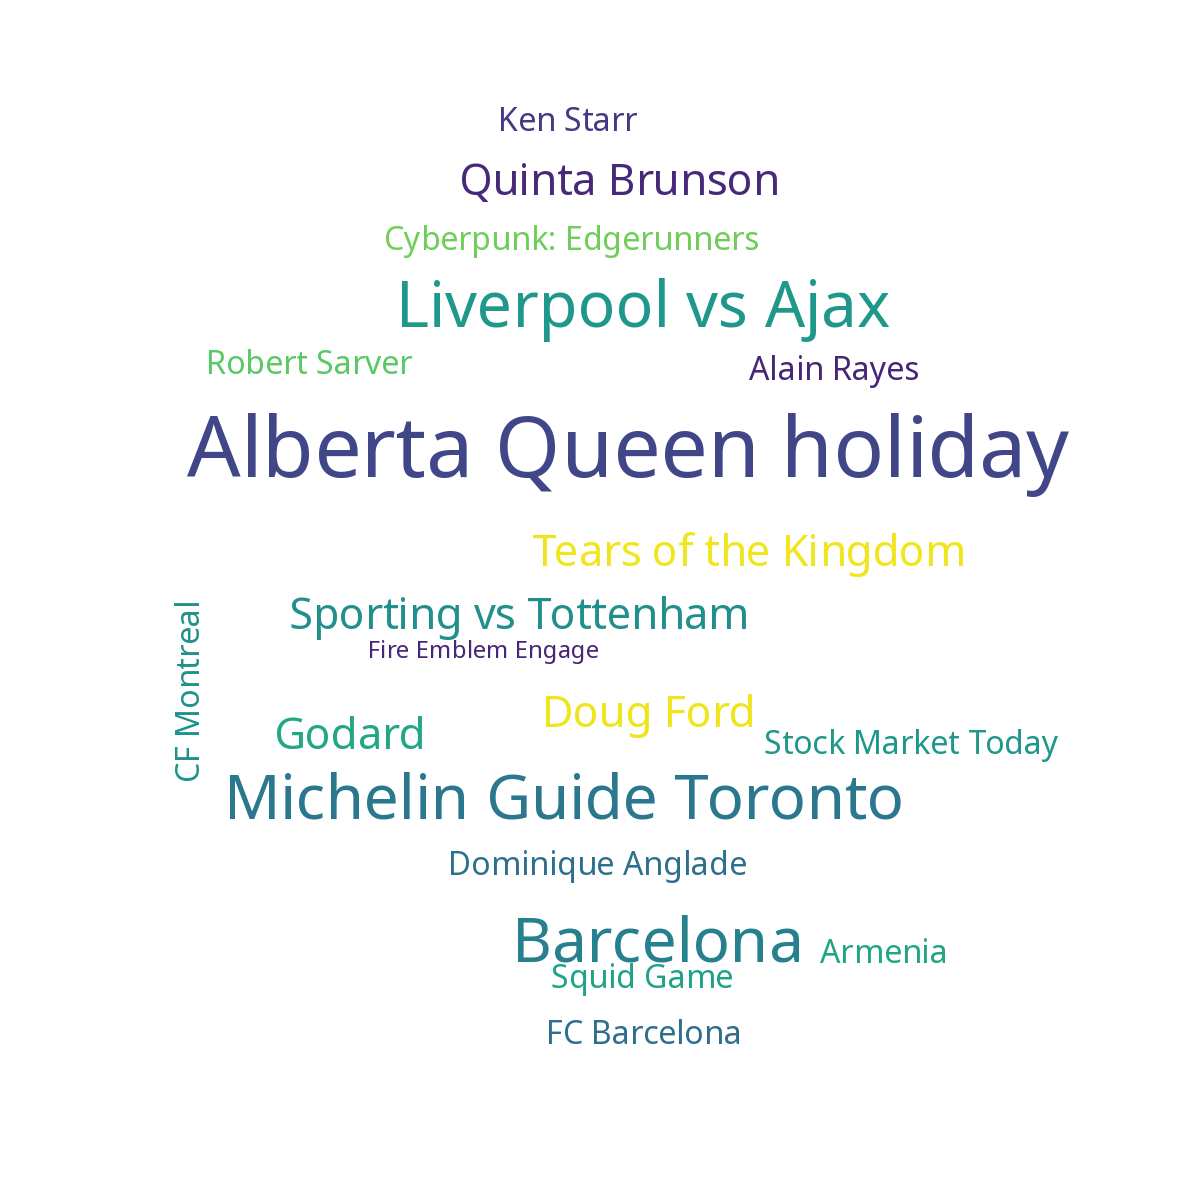 Ken Starr
Quinta Brunson
Cyberpunk: Edgerunners
Liverpool vs Ajax
Robert Sarver
Alain Rayes
Alberta Queen holiday
Tears of the Kingdom
Sporting vs Tottenham
Fire Emblem Engage
CF Montreal
Doug Ford
Godard
Stock Market Today
Michelin Guide Toronto
Dominique Anglade
Barcelona
Armenia
Squid Game
FC Barcelona